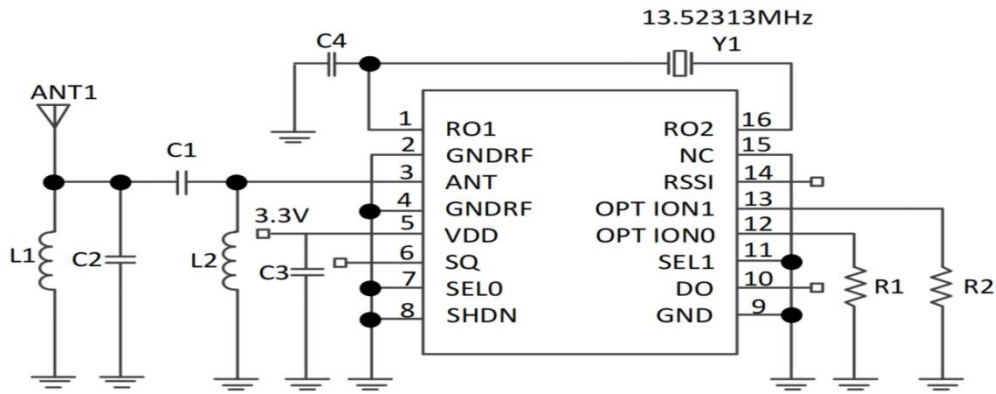 13.52313MHz
Y1
C4
ANT1
C1
L1
C2
L2
3.3V
C3
1 RO1
2 GNDRF
3 ANT
4 GNDRF
5 VDD
6 SQ
7 SEL0
8 SHDN
RO2 16
NC 15
RSSI 14
OPT ION1 13
OPT ION0 12
SEL1 11
DO 10
GND 9
R1
R2